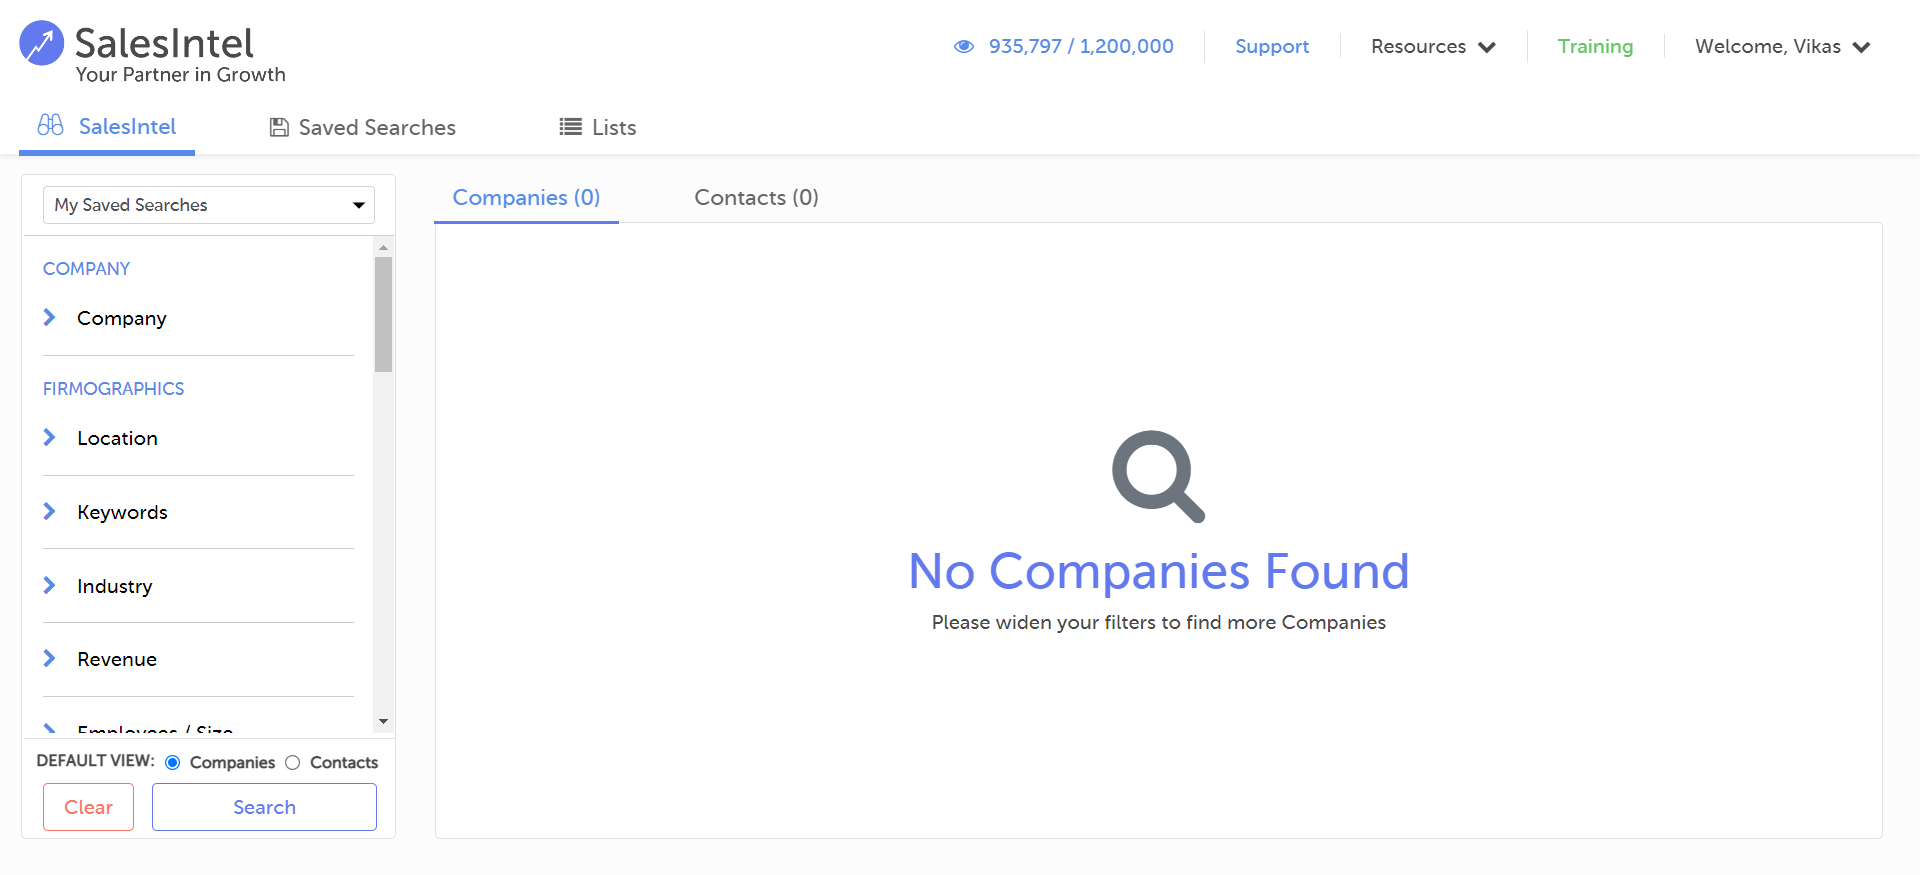 SalesIntel
Your Partner in Growth
935,797 / 1,200,000
Support
Resources
Training
Welcome, Vikas
SalesIntel
Saved Searches
Lists
My Saved Searches
COMPANY
Company
FIRMOGRAPHICS
Location
Keywords
Industry
Revenue
Employees / Size
DEFAULT VIEW: Companies Contacts
Clear
Search
Companies (0)
Contacts (0)
No Companies Found
Please widen your filters to find more Companies